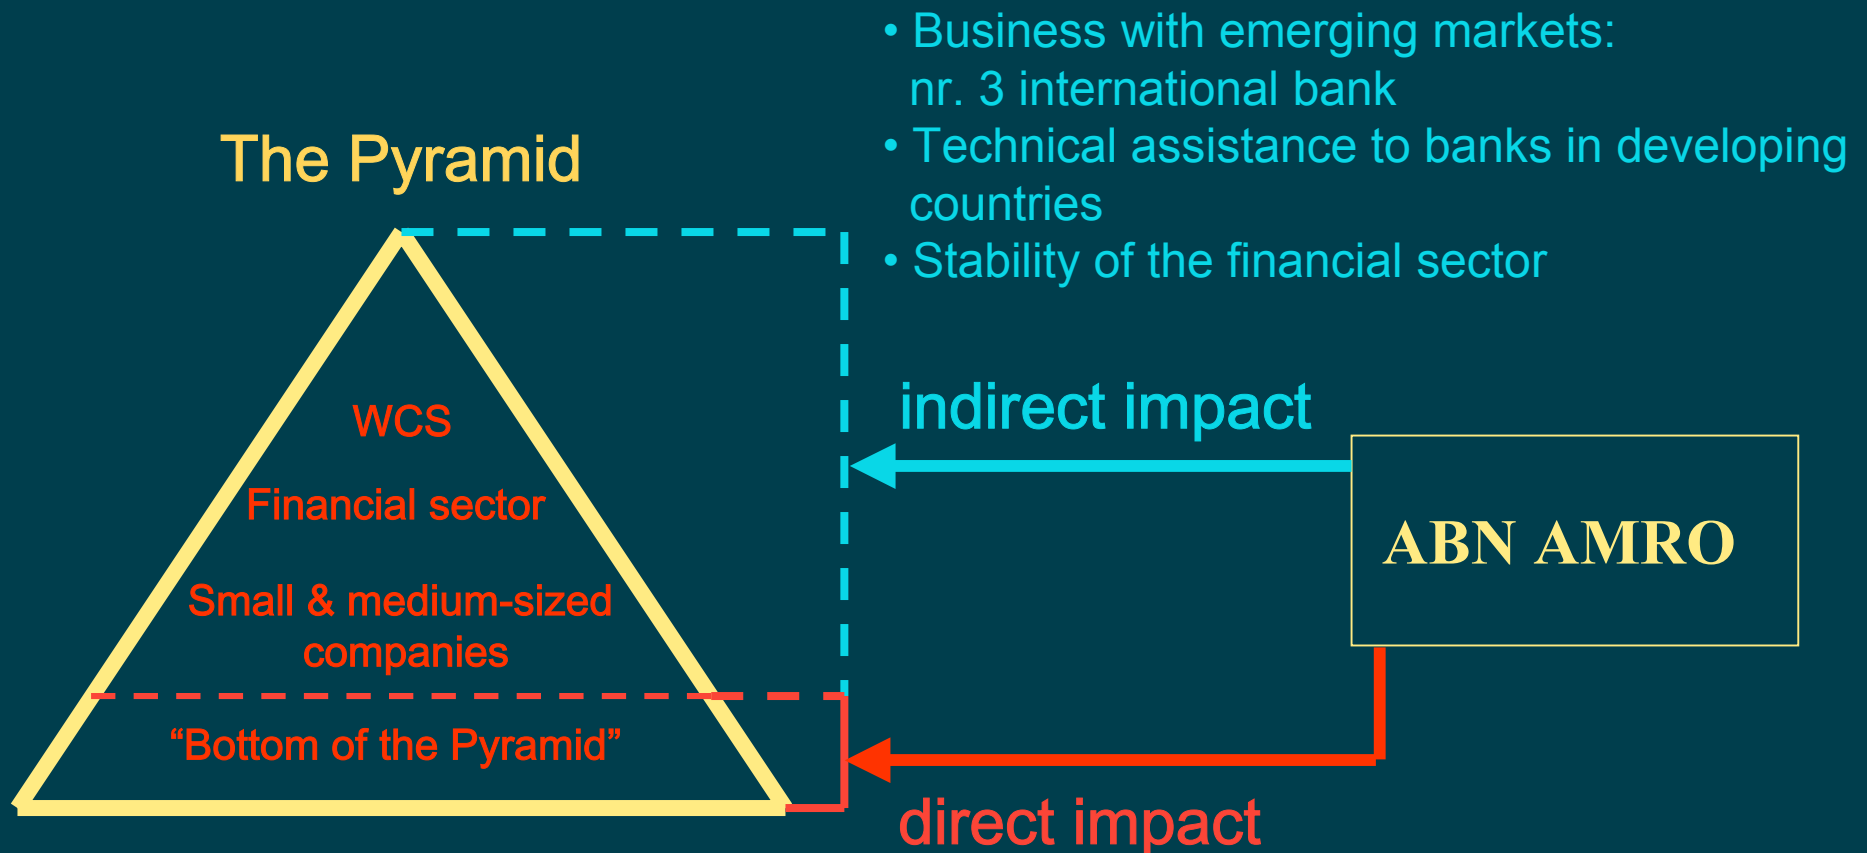 • Business with emerging markets:
nr. 3 international bank
• Technical assistance to banks in developing
countries
• Stability of the financial sector
The Pyramid
WCS
Financial sector
Small & medium-sized
companies
“Bottom of the Pyramid”
indirect impact
ABN AMRO
direct impact